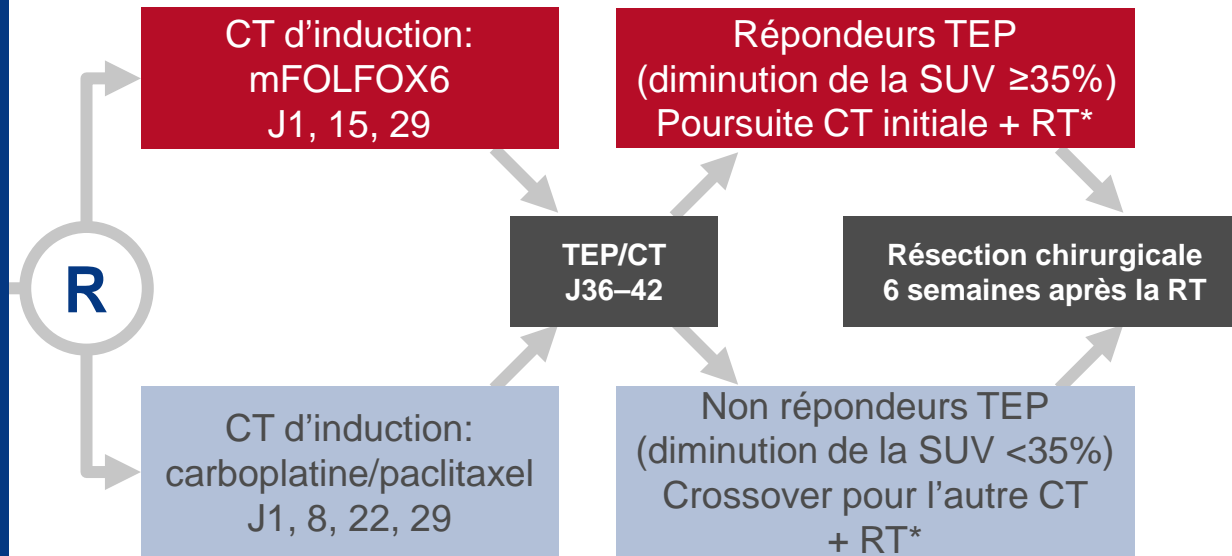 CT d'induction:
mFOLFOX6
J1, 15, 29
Répondeurs TEP
(diminution de la SUV ≥35%)
Poursuite CT initiale + RT*
R
TEP/CT
J36–42
Résection chirurgicale
6 semaines après la RT
CT d'induction:
carboplatine/paclitaxel
J1, 8, 22, 29
Non répondeurs TEP
(diminution de la SUV <35%)
Crossover pour l'autre CT
+ RT*